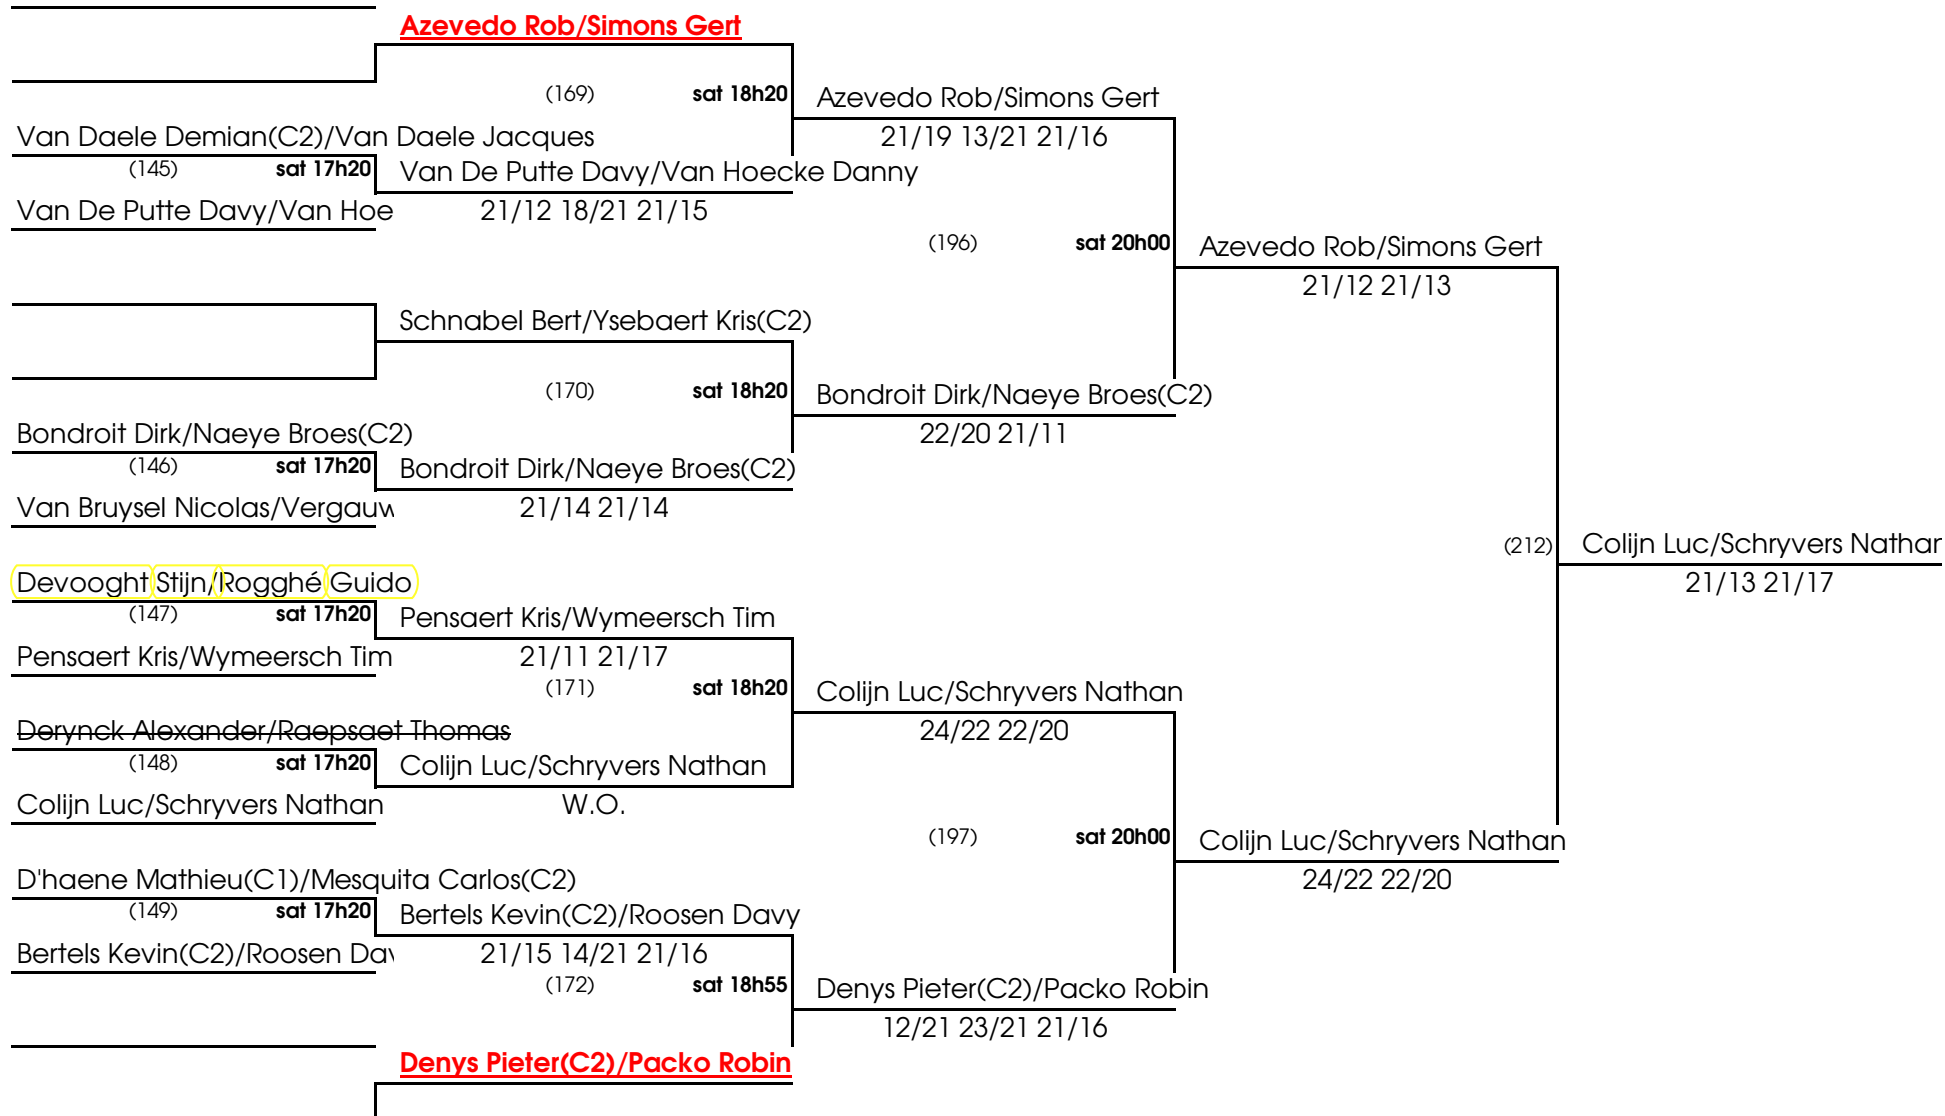 Azevedo Rob/Simons Gert
(169) sat 18h20 Azevedo Rob/Simons Gert
Van Daele Demian(C2)/Van Daele Jacques 21/19 13/21 21/16
(145) sat 17h20 Van De Putte Davy/Van Hoecke Danny
Van De Putte Davy/Van Hoe 21/12 18/21 21/15
(196) sat 20h00 Azevedo Rob/Simons Gert
21/12 21/13
Schnabel Bert/Ysebaert Kris(C2)
(170) sat 18h20 Bondroit Dirk/Naeye Broes(C2)
Bondroit Dirk/Naeye Broes(C2) 22/20 21/11
(146) sat 17h20 Bondroit Dirk/Naeye Broes(C2)
Van Bruysel Nicolas/Vergauw 21/14 21/14
(212) Colijn Luc/Schryvers Nathan
Devooght Stijn/Rogghé Guido 21/13 21/17
(147) sat 17h20 Pensaert Kris/Wymeersch Tim
Pensaert Kris/Wymeersch Tim 21/11 21/17
(171) sat 18h20 Colijn Luc/Schryvers Nathan
Derynck Alexander/Raepsaet Thomas 24/22 22/20
(148) sat 17h20 Colijn Luc/Schryvers Nathan
Colijn Luc/Schryvers Nathan W.O.
(197) sat 20h00 Colijn Luc/Schryvers Nathan
D'haene Mathieu(C1)/Mesquita Carlos(C2) 24/22 22/20
(149) sat 17h20 Bertels Kevin(C2)/Roosen Davy
Bertels Kevin(C2)/Roosen Dav 21/15 14/21 21/16
(172) sat 18h55 Denys Pieter(C2)/Packo Robin
12/21 23/21 21/16
Denys Pieter(C2)/Packo Robin